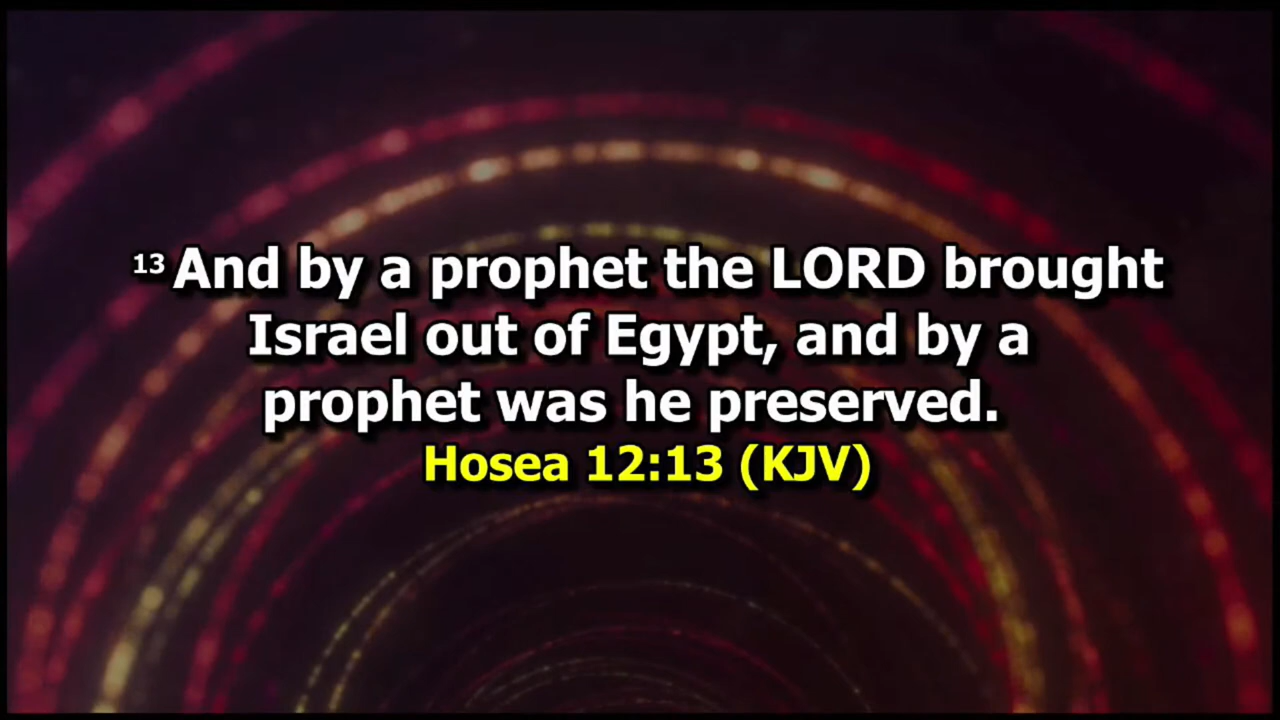 13 And by a prophet the LORD brought
Israel out of Egypt, and by a
prophet was he preserved.
Hosea 12:13 (KJV)